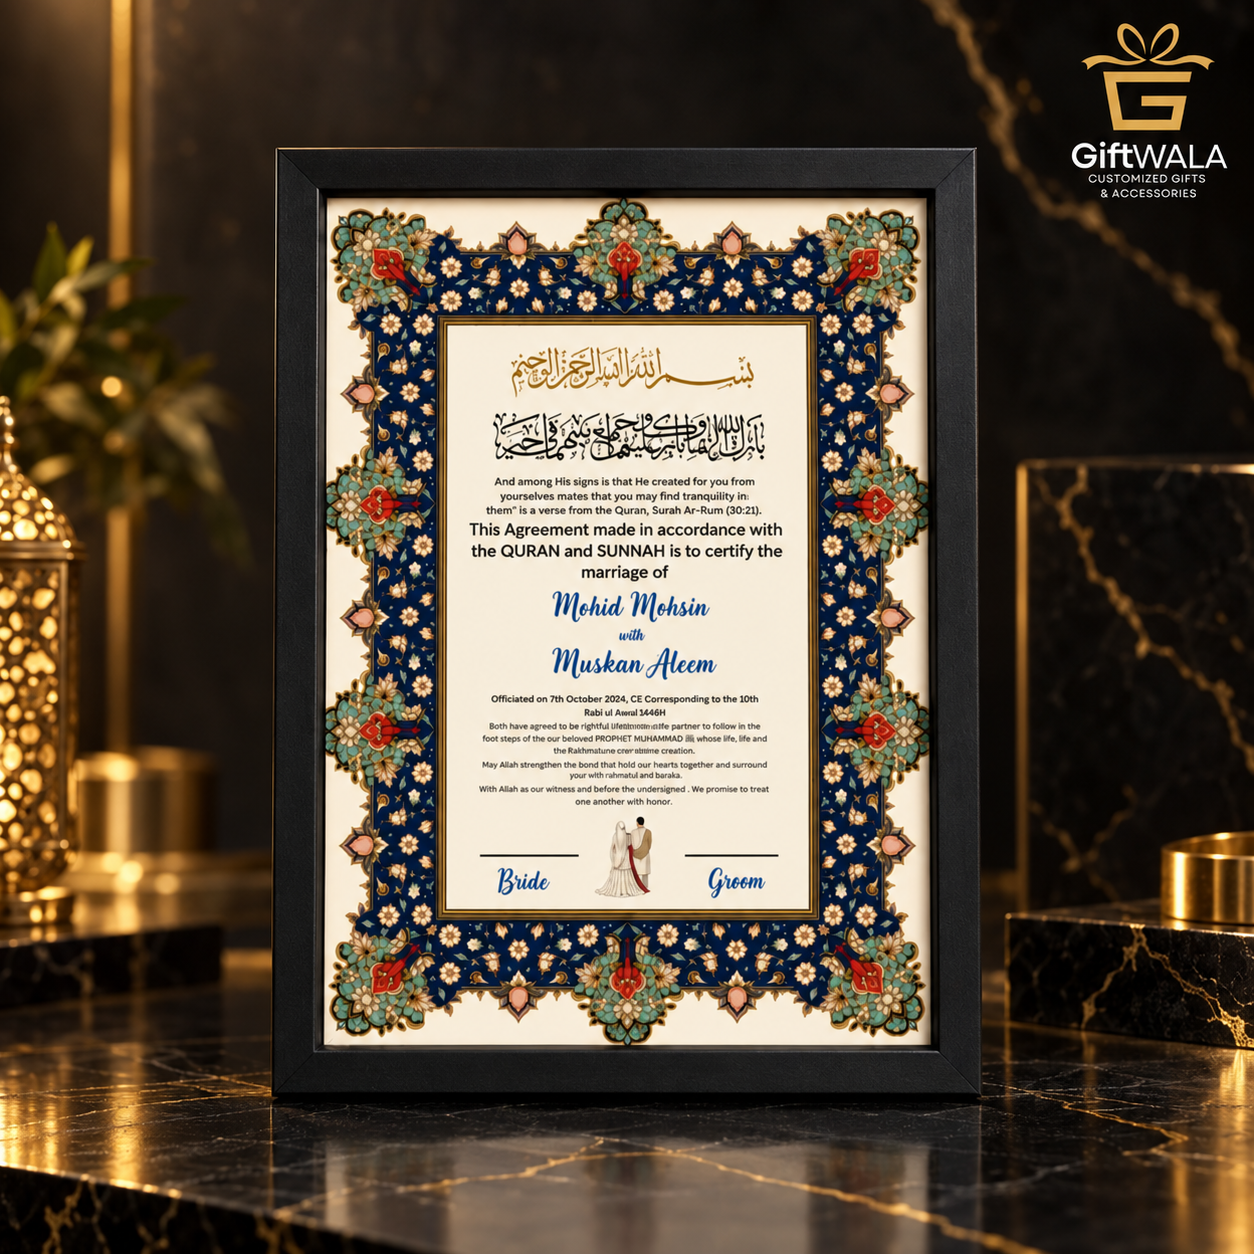 GiftWALA
CUSTOMIZED GIFTS
& ACCESSORIES
And among His signs is that He created for you from
yourselves mates that you may find tranquility in:
them" is a verse from the Quran, Surah Ar-Rum (30:21).
This Agreement made in accordance with
the QURAN and SUNNAH is to certify the
marriage of
Mohid Mohsin
with
Muskan Aleem
Officiated on 7th October 2024, CE Corresponding to the 10th
Rabi ul Awwal 1446H
Both have agreed to be rightful partner to follow in the
foot steps of the our beloved PROPHET MUHAMMAD ﷺ whose life, life and
the Rakhmatune creation.
May Allah strengthen the bond that hold our hearts together and surround
your with rahmatul and baraka.
With Allah as our witness and before the undersigned . We promise to treat
one another with honor.
Bride
Groom